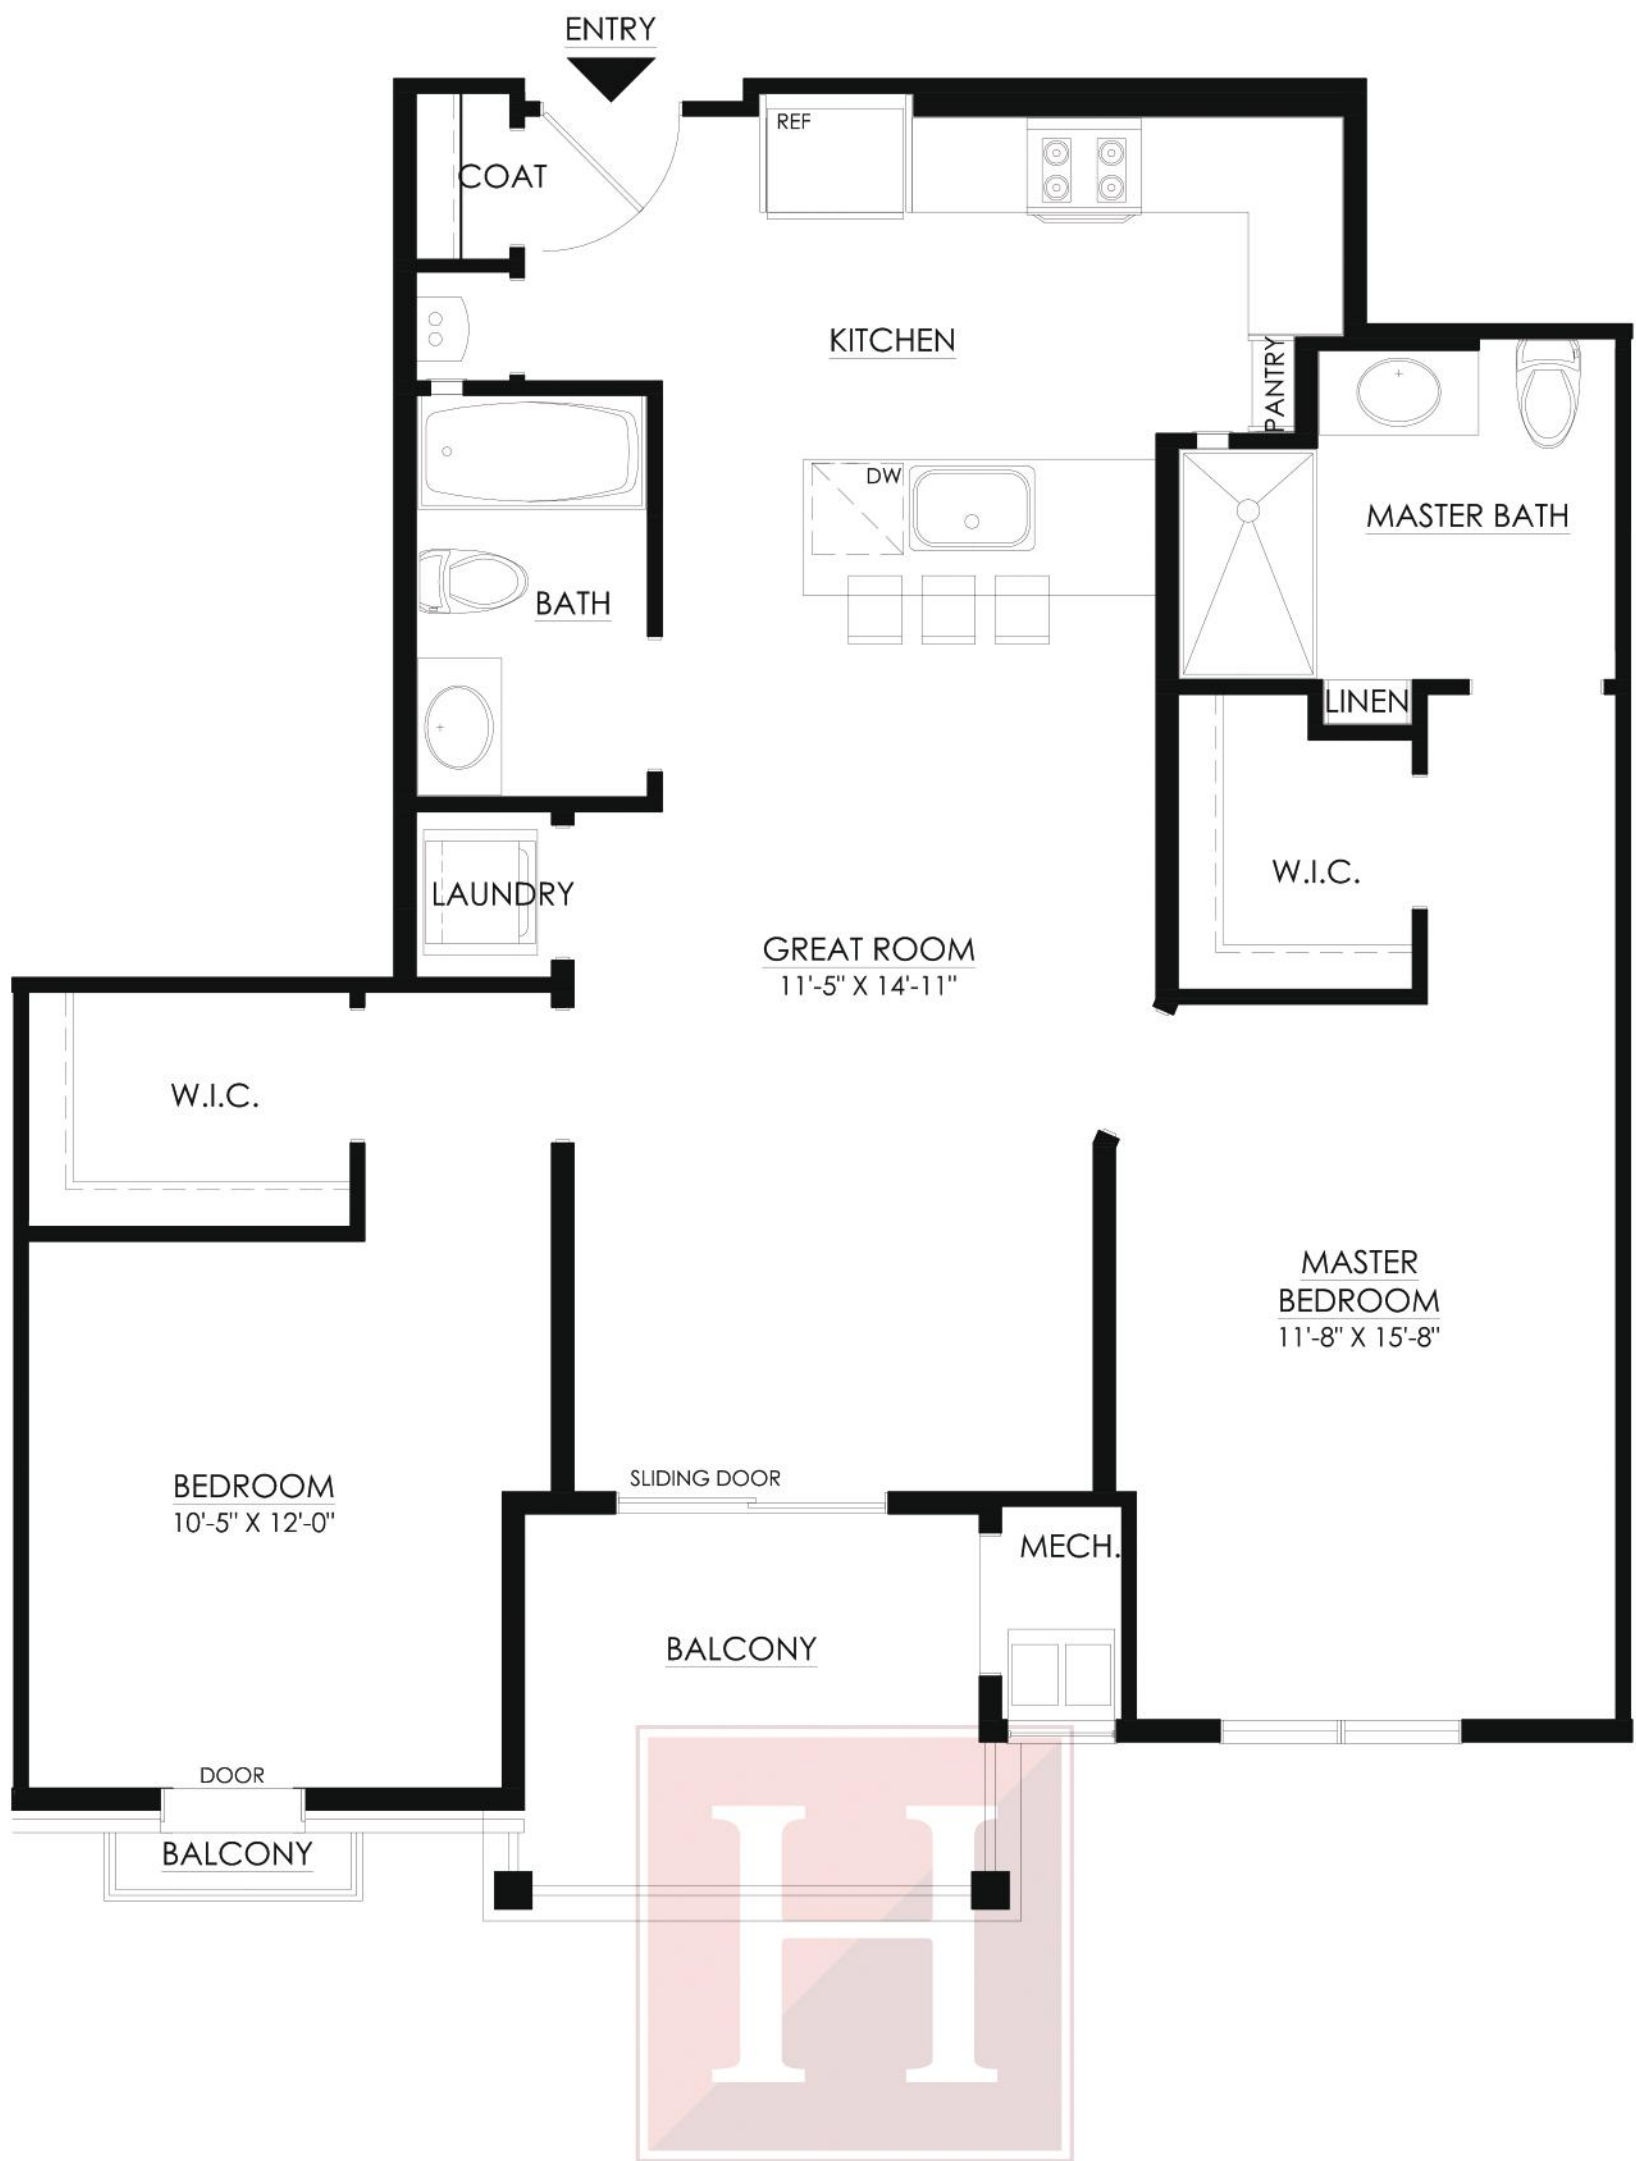 ENTRY
REF
COAT
KITCHEN
PANTRY
DW
MASTER BATH
BATH
LINEN
W.I.C.
LAUNDRY
GREAT ROOM
11'-5" X 14'-11"
W.I.C.
MASTER
BEDROOM
11'-8" X 15'-8"
SLIDING DOOR
BEDROOM
10'-5" X 12'-0"
MECH.
BALCONY
DOOR
BALCONY
H